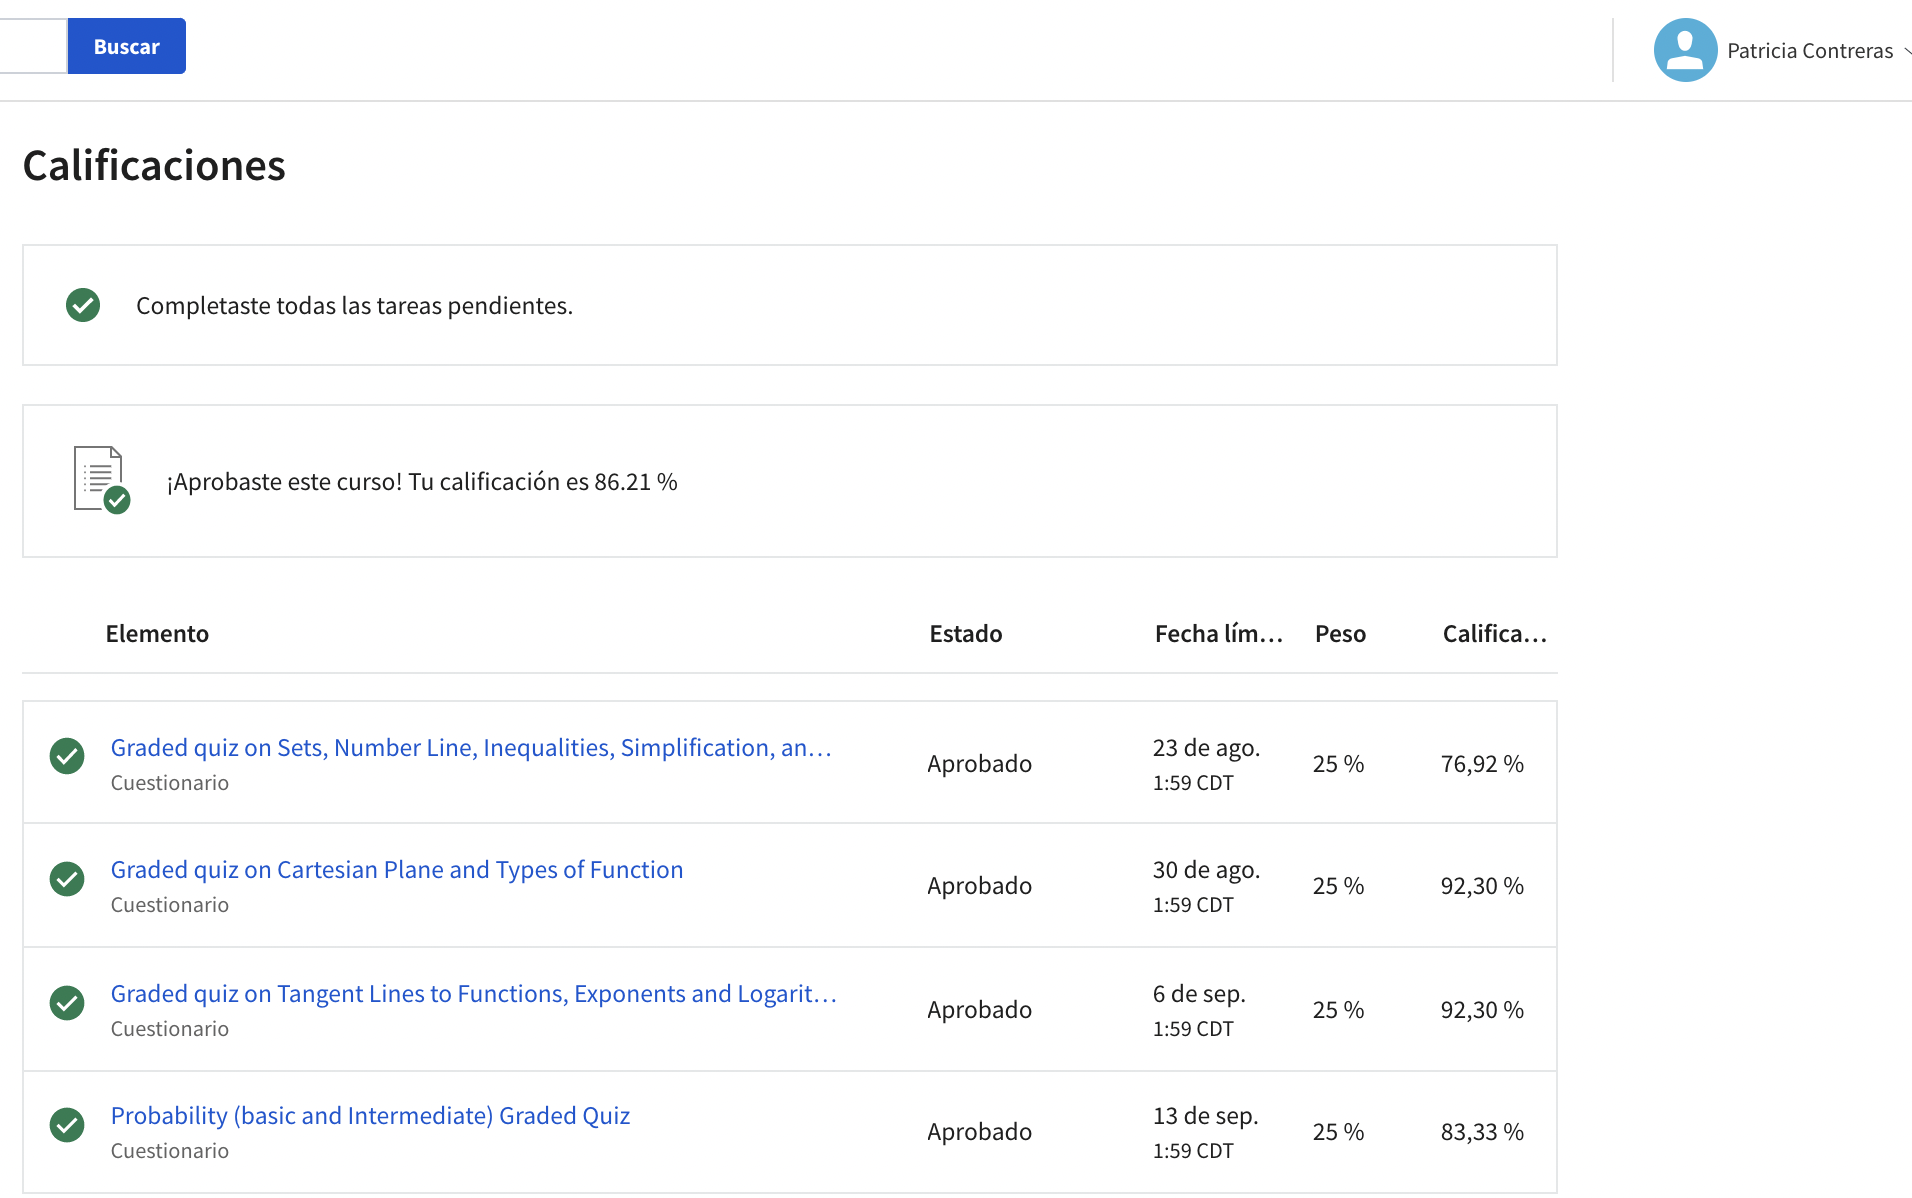 Buscar
Patricia Contreras
Calificaciones
Completaste todas las tareas pendientes.
¡Aprobaste este curso! Tu calificación es 86.21 %
Elemento Estado Fecha lím… Peso Califica…
Graded quiz on Sets, Number Line, Inequalities, Simplification, an…
Cuestionario
Aprobado
23 de ago.
1:59 CDT
25 %
76,92 %
Graded quiz on Cartesian Plane and Types of Function
Cuestionario
Aprobado
30 de ago.
1:59 CDT
25 %
92,30 %
Graded quiz on Tangent Lines to Functions, Exponents and Logarit…
Cuestionario
Aprobado
6 de sep.
1:59 CDT
25 %
92,30 %
Probability (basic and Intermediate) Graded Quiz
Cuestionario
Aprobado
13 de sep.
1:59 CDT
25 %
83,33 %